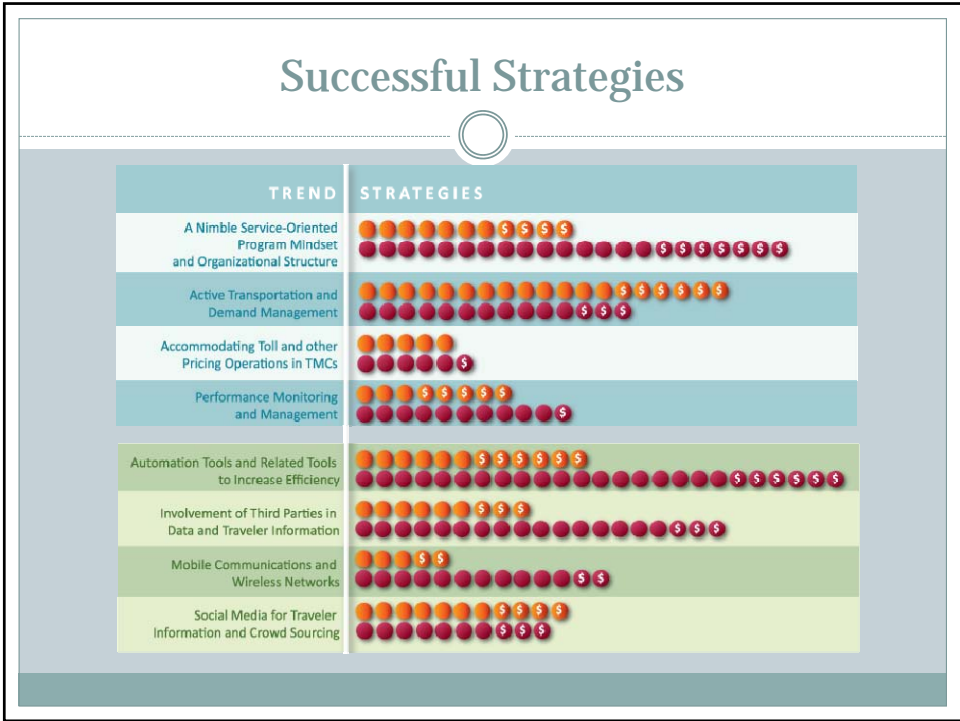 Successful Strategies
TREND STRATEGIES
A Nimble Service-Oriented
Program Mindset
and Organizational Structure
$ $ $ $
$ $ $ $ $ $ $
Active Transportation and
Demand Management
$ $ $ $ $ $
$ $ $
Accommodating Toll and other
Pricing Operations in TMCs
$
Performance Monitoring
and Management
$ $ $ $ $
$
Automation Tools and Related Tools
to Increase Efficiency
$ $ $ $ $ $
$ $ $ $ $ $
Involvement of Third Parties in
Data and Traveler Information
$ $ $
$ $ $
Mobile Communications and
Wireless Networks
$ $
$ $
Social Media for Traveler
Information and Crowd Sourcing
$ $ $ $
$ $ $